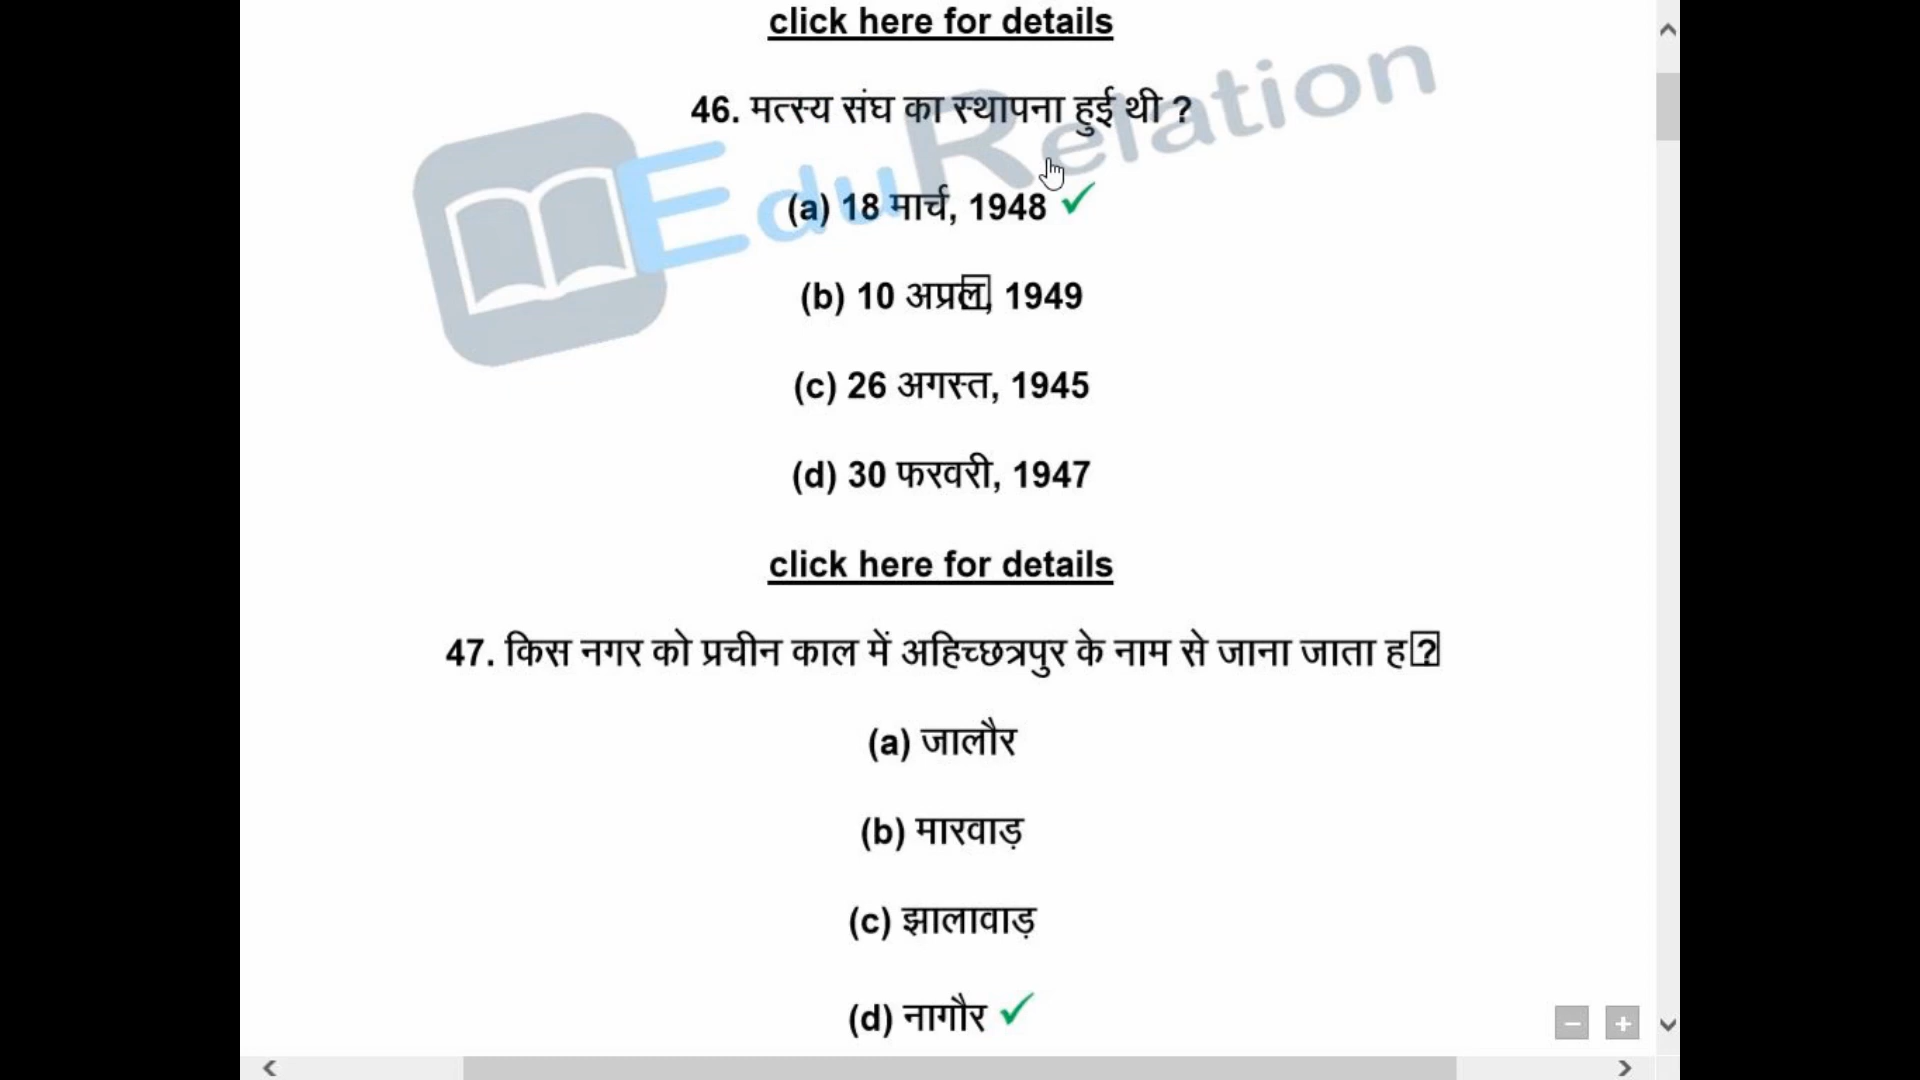 click here for details
EduRelation
46. मत्स्य संघ का स्थापना हुई थी ?
(a) 18 मार्च, 1948
(b) 10 अप्रल, 1949
(c) 26 अगस्त, 1945
(d) 30 फरवरी, 1947
click here for details
47. किस नगर को प्रचीन काल में अहिच्छत्रपुर के नाम से जाना जाता ह?
(a) जालौर
(b) मारवाड़
(c) झालावाड़
(d) नागौर